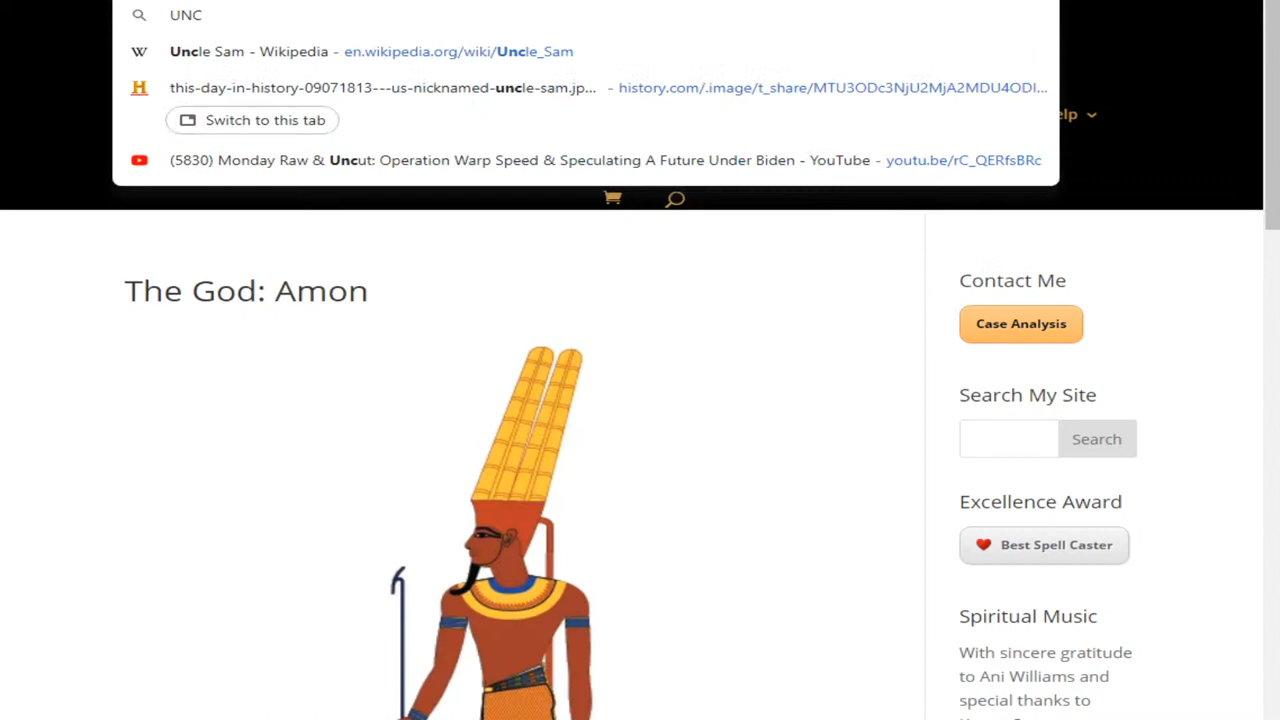 UNC
Uncle Sam - Wikipedia - en.wikipedia.org/wiki/Uncle_Sam
this-day-in-history-09071813---us-nicknamed-uncle-sam.jp... - history.com/.image/t_share/MTU3ODc3NjU2MjA2MDU4ODI...
Switch to this tab
elp
(5830) Monday Raw & Uncut: Operation Warp Speed & Speculating A Future Under Biden - YouTube - youtu.be/rC_QERfsBRc
The God: Amon
Contact Me
Case Analysis
Search My Site
Search
Excellence Award
Best Spell Caster
Spiritual Music
With sincere gratitude
to Ani Williams and
special thanks to